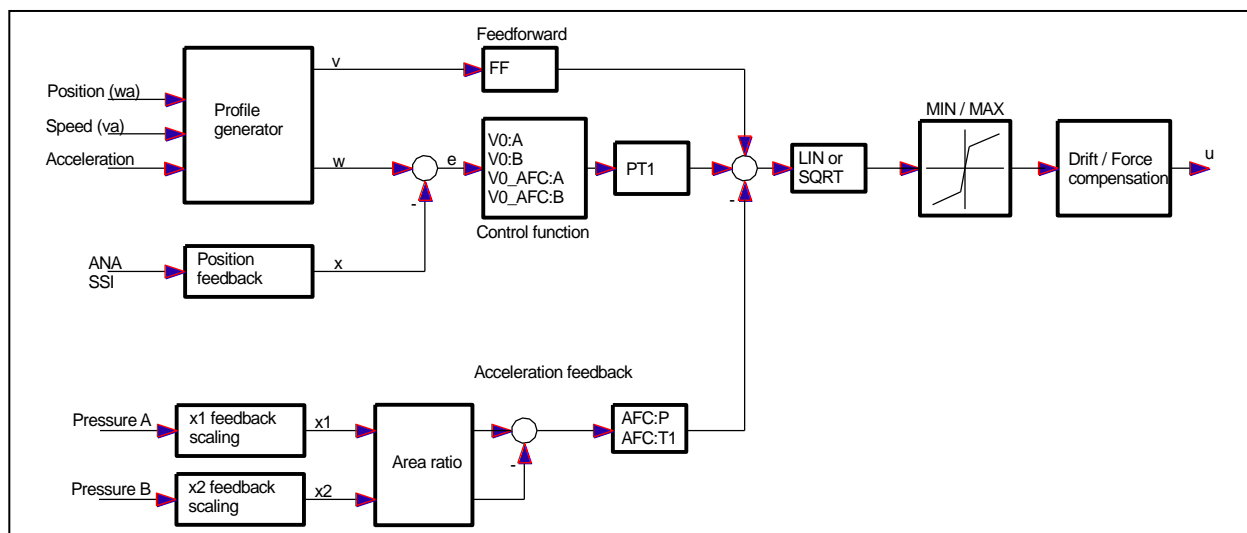 Feedforward
v
FF
Position (wa)
Speed (va)
Acceleration
Profile
generator
MIN / MAX
w
e
V0:A
V0:B
V0_AFC:A
V0_AFC:B
PT1
-
-
LIN or
SQRT
Drift / Force
compensation
u
Control function
ANA
SSI
Position
feedback
x
Acceleration feedback
Pressure A
x1 feedback
scaling
x1
Area ratio
-
AFC:P
AFC:T1
Pressure B
x2 feedback
scaling
x2